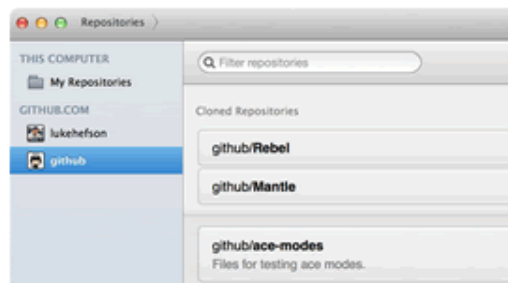 Repositories
THIS COMPUTER
My Repositories
GITHUB.COM
lukehefson
github
Filter repositories
Cloned Repositories
github/Rebel
github/Mantle
github/ace-modes
Files for testing ace modes.